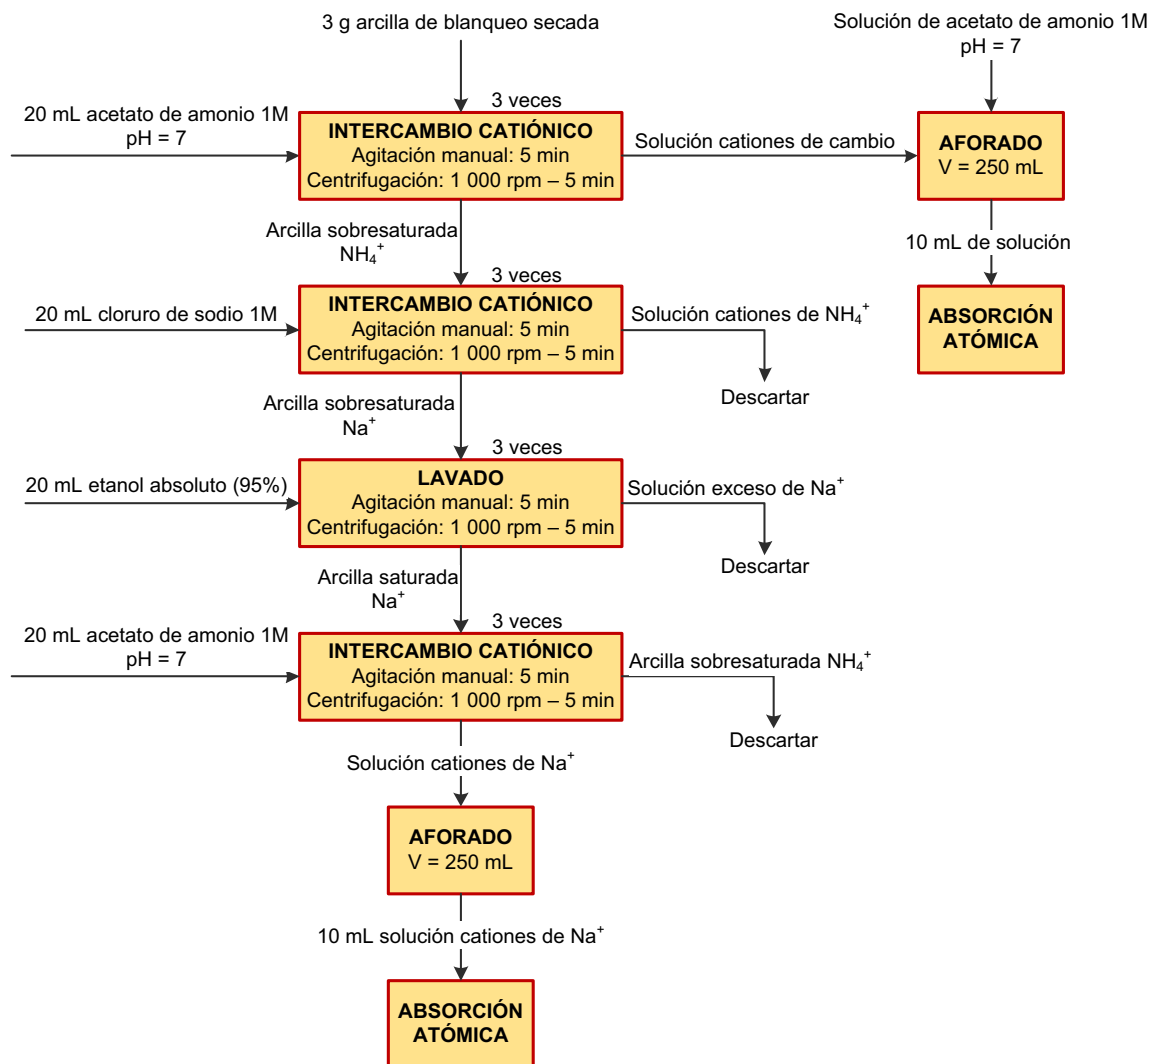 3 g arcilla de blanqueo secada
Solución de acetato de amonio 1M
pH = 7
3 veces
20 mL acetato de amonio 1M
pH = 7
INTERCAMBIO CATIÓNICO
Agitación manual: 5 min
Centrifugación: 1 000 rpm – 5 min
Solución cationes de cambio
AFORADO
V = 250 mL
Arcilla sobresaturada
NH₄⁺
10 mL de solución
3 veces
20 mL cloruro de sodio 1M
INTERCAMBIO CATIÓNICO
Agitación manual: 5 min
Centrifugación: 1 000 rpm – 5 min
Solución cationes de NH₄⁺
Descartar
ABSORCIÓN
ATÓMICA
Arcilla sobresaturada
Na⁺
3 veces
20 mL etanol absoluto (95%)
LAVADO
Agitación manual: 5 min
Centrifugación: 1 000 rpm – 5 min
Solución exceso de Na⁺
Descartar
Arcilla saturada
Na⁺
3 veces
20 mL acetato de amonio 1M
pH = 7
INTERCAMBIO CATIÓNICO
Agitación manual: 5 min
Centrifugación: 1 000 rpm – 5 min
Arcilla sobresaturada NH₄⁺
Descartar
Solución cationes de Na⁺
AFORADO
V = 250 mL
10 mL solución cationes de Na⁺
ABSORCIÓN
ATÓMICA